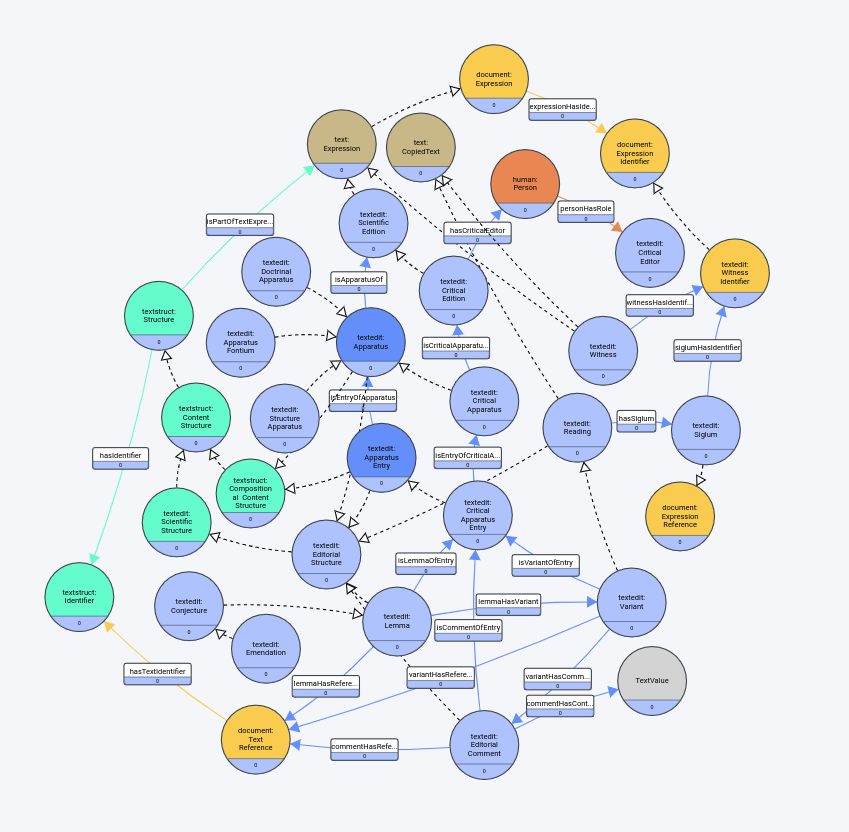 document:
Expression
0
expressionHasIde...
0
text:
Expression
0
text:
CopiedText
0
document:
Expression
Identifier
0
human:
Person
0
personHasRole
0
isPartOfTextExpre...
0
textedit:
Scientific
Edition
0
hasCriticalEditor
0
textedit:
Critical
Editor
0
textedit:
Doctrinal
Apparatus
0
isApparatusOf
0
textedit:
Critical
Edition
0
textedit:
Witness
Identifier
0
witnessHasIdentif...
0
textstruct:
Structure
0
textedit:
Apparatus
Fontium
0
textedit:
Apparatus
0
isCriticalApparatu...
0
textedit:
Witness
0
siglumHasIdentifier
0
isEntryOfApparatus
0
textedit:
Critical
Apparatus
0
textstruct:
Content
Structure
0
textedit:
Structure
Apparatus
0
textedit:
Reading
0
hasSiglum
0
textedit:
Siglum
0
hasIdentifier
0
textedit:
Apparatus
Entry
0
isEntryOfCriticalA...
0
textstruct:
Composition
al Content
Structure
0
textedit:
Scientific
Structure
0
textedit:
Critical
Apparatus
Entry
0
document:
Expression
Reference
0
textedit:
Editorial
Structure
0
isLemmaOfEntry
0
isVariantOfEntry
0
textstruct:
Identifier
0
textedit:
Conjecture
0
lemmaHasVariant
0
textedit:
Variant
0
textedit:
Lemma
0
isCommentOfEntry
0
textedit:
Emendation
0
hasTextIdentifier
0
lemmaHasRefere...
0
variantHasRefere...
0
variantHasComm...
0
TextValue
0
commentHasCont...
0
document:
Text
Reference
0
commentHasRefe...
0
textedit:
Editorial
Comment
0